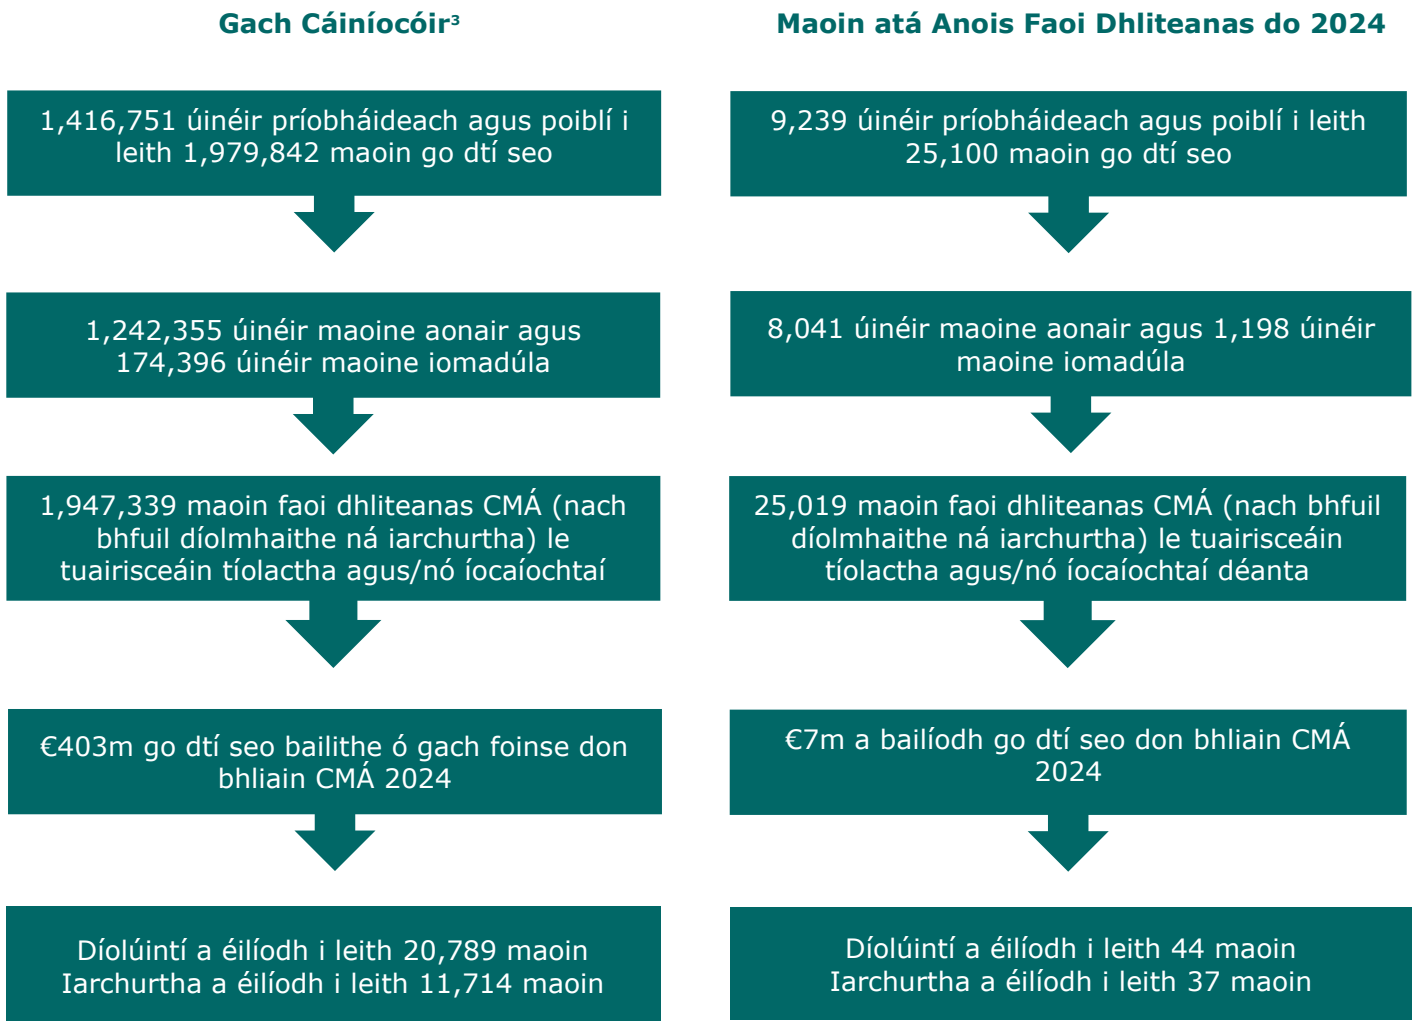 Gach Cáiníocóir³
1,416,751 úinéir príobháideach agus poiblí i
leith 1,979,842 maoin go dtí seo
1,242,355 úinéir maoine aonair agus
174,396 úinéir maoine iomadúla
1,947,339 maoin faoi dhliteanas CMÁ (nach
bhfuil díolmhaithe ná iarchurtha) le
tuairisceáin tíolactha agus/nó íocaíochtaí
€403m go dtí seo bailithe ó gach foinse don
bhliain CMÁ 2024
Díolúintí a éilíodh i leith 20,789 maoin
Iarchurtha a éilíodh i leith 11,714 maoin
Maoin atá Anois Faoi Dhliteanas do 2024
9,239 úinéir príobháideach agus poiblí i leith
25,100 maoin go dtí seo
8,041 úinéir maoine aonair agus 1,198 úinéir
maoine iomadúla
25,019 maoin faoi dhliteanas CMÁ (nach bhfuil
díolmhaithe ná iarchurtha) le tuairisceáin
tíolactha agus/nó íocaíochtaí déanta
€7m a bailíodh go dtí seo don bhliain CMÁ
2024
Díolúintí a éilíodh i leith 44 maoin
Iarchurtha a éilíodh i leith 37 maoin